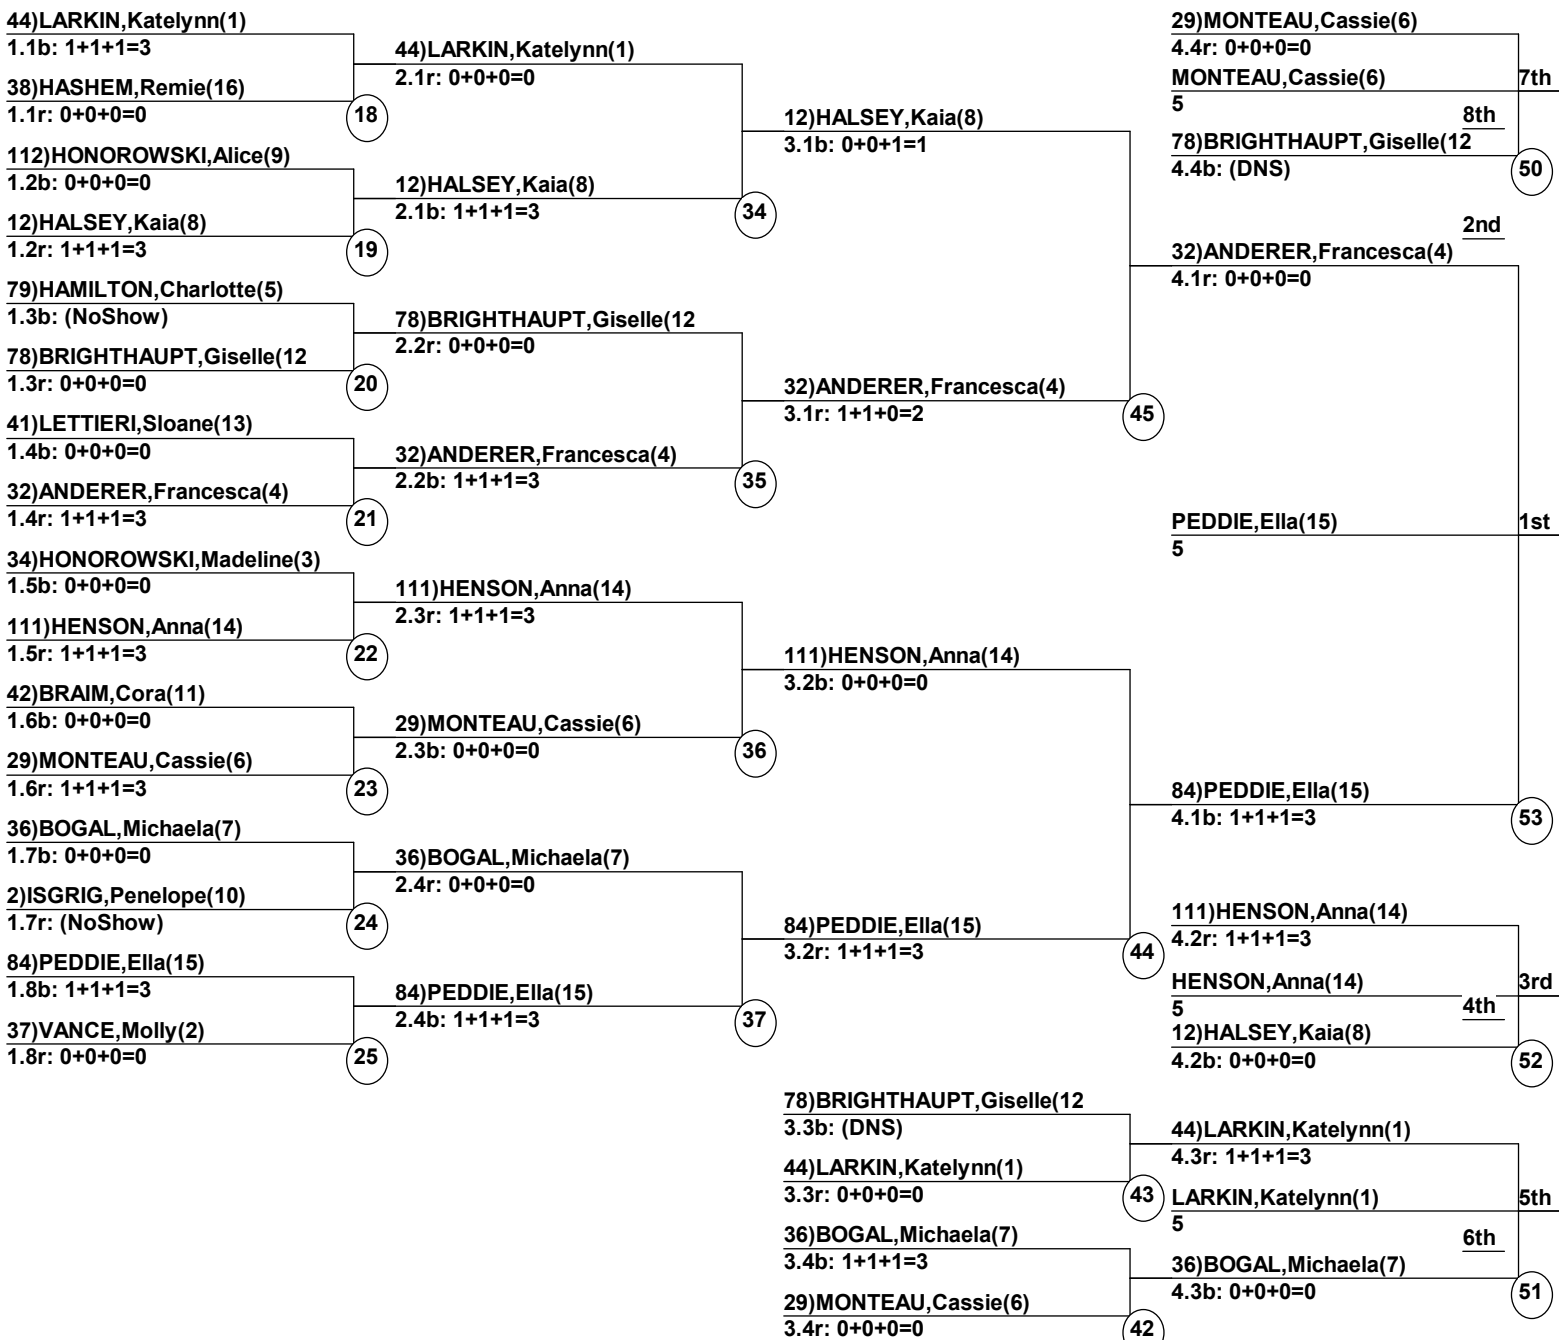 44)LARKIN,Katelynn(1)
1.1b: 1+1+1=3
38)HASHEM,Remie(16)
1.1r: 0+0+0=0
18
112)HONOROWSKI,Alice(9)
1.2b: 0+0+0=0
12)HALSEY,Kaia(8)
1.2r: 1+1+1=3
19
79)HAMILTON,Charlotte(5)
1.3b: (NoShow)
78)BRIGHTHAUPT,Giselle(12
1.3r: 0+0+0=0
20
41)LETTIERI,Sloane(13)
1.4b: 0+0+0=0
32)ANDERER,Francesca(4)
1.4r: 1+1+1=3
21
34)HONOROWSKI,Madeline(3)
1.5b: 0+0+0=0
111)HENSON,Anna(14)
1.5r: 1+1+1=3
22
42)BRAIM,Cora(11)
1.6b: 0+0+0=0
29)MONTEAU,Cassie(6)
1.6r: 1+1+1=3
23
36)BOGAL,Michaela(7)
1.7b: 0+0+0=0
2)ISGRIG,Penelope(10)
1.7r: (NoShow)
24
84)PEDDIE,Ella(15)
1.8b: 1+1+1=3
37)VANCE,Molly(2)
1.8r: 0+0+0=0
25
44)LARKIN,Katelynn(1)
2.1r: 0+0+0=0
12)HALSEY,Kaia(8)
2.1b: 1+1+1=3
34
78)BRIGHTHAUPT,Giselle(12
2.2r: 0+0+0=0
32)ANDERER,Francesca(4)
2.2b: 1+1+1=3
35
111)HENSON,Anna(14)
2.3r: 1+1+1=3
29)MONTEAU,Cassie(6)
2.3b: 0+0+0=0
36
36)BOGAL,Michaela(7)
2.4r: 0+0+0=0
84)PEDDIE,Ella(15)
2.4b: 1+1+1=3
37
12)HALSEY,Kaia(8)
3.1b: 0+0+1=1
32)ANDERER,Francesca(4)
3.1r: 1+1+0=2
45
111)HENSON,Anna(14)
3.2b: 0+0+0=0
84)PEDDIE,Ella(15)
3.2r: 1+1+1=3
44
78)BRIGHTHAUPT,Giselle(12
3.3b: (DNS)
44)LARKIN,Katelynn(1)
3.3r: 0+0+0=0
43
36)BOGAL,Michaela(7)
3.4b: 1+1+1=3
29)MONTEAU,Cassie(6)
3.4r: 0+0+0=0
42
29)MONTEAU,Cassie(6)
4.4r: 0+0+0=0
MONTEAU,Cassie(6)
7th
5
8th
78)BRIGHTHAUPT,Giselle(12
4.4b: (DNS)
50
2nd
32)ANDERER,Francesca(4)
4.1r: 0+0+0=0
PEDDIE,Ella(15)
1st
5
84)PEDDIE,Ella(15)
4.1b: 1+1+1=3
53
111)HENSON,Anna(14)
4.2r: 1+1+1=3
HENSON,Anna(14)
3rd
5
4th
12)HALSEY,Kaia(8)
4.2b: 0+0+0=0
52
44)LARKIN,Katelynn(1)
4.3r: 1+1+1=3
LARKIN,Katelynn(1)
5th
5
6th
36)BOGAL,Michaela(7)
4.3b: 0+0+0=0
51